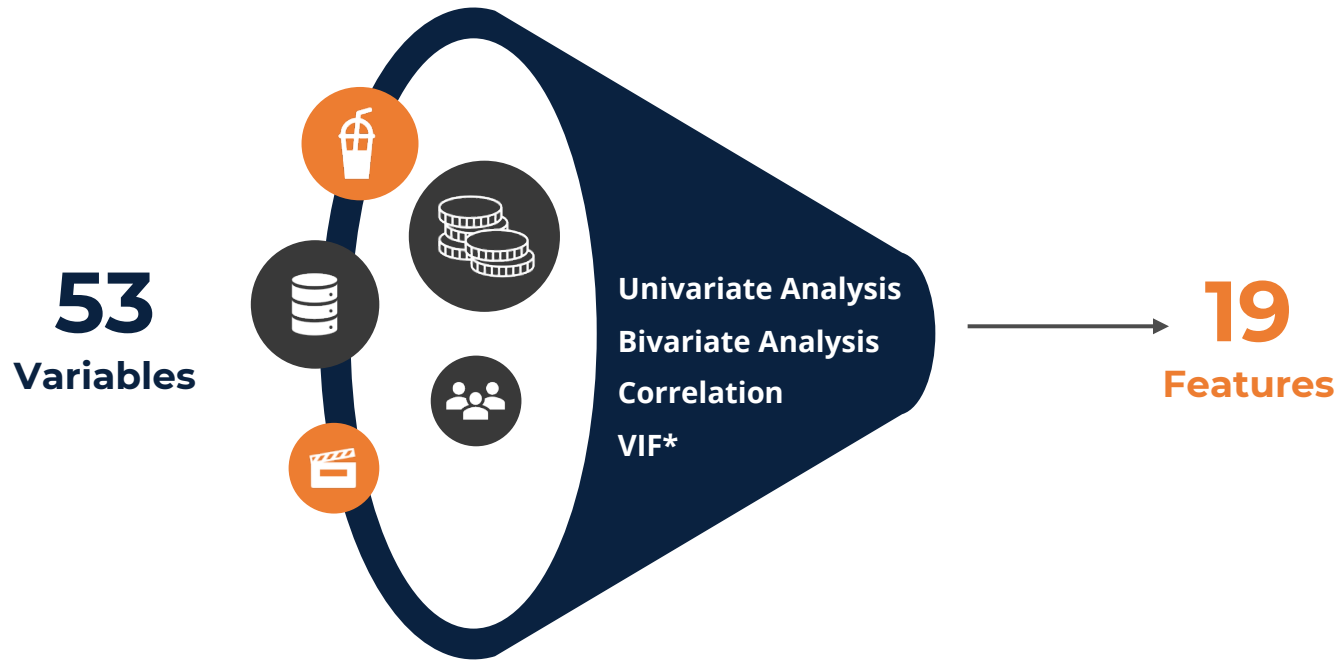 53
Variables
Univariate Analysis
Bivariate Analysis
Correlation
VIF*
19
Features